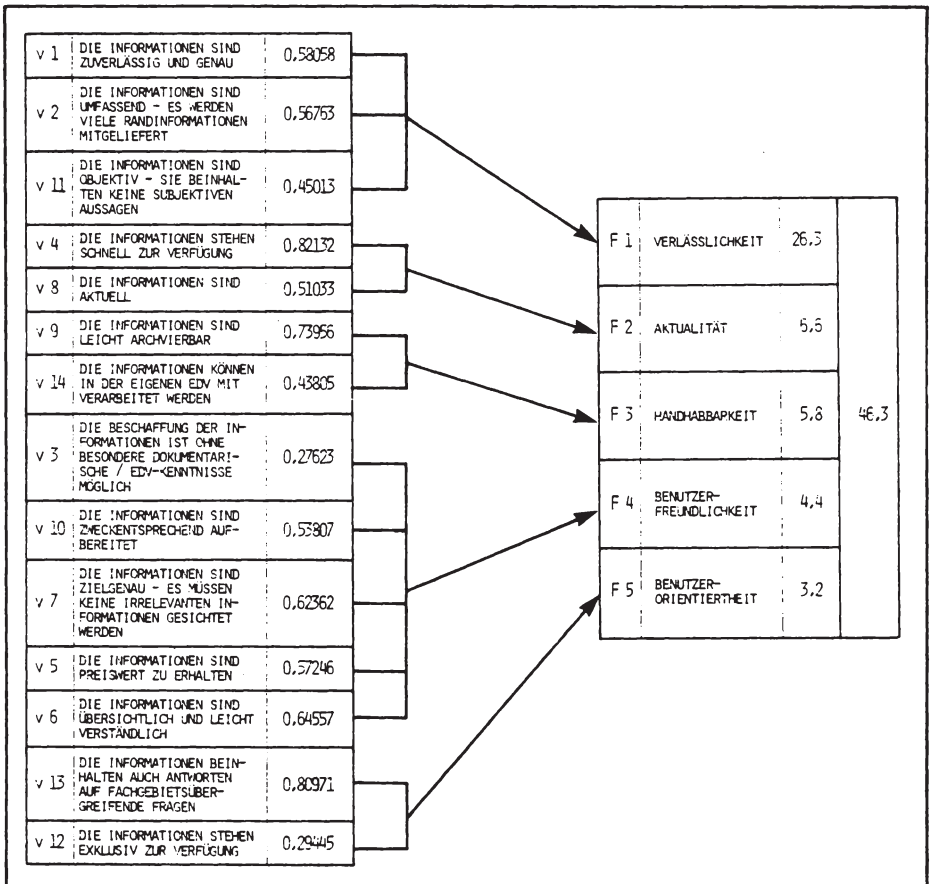 v 1 DIE INFORMATIONEN SIND 0,58058
ZUVERLÄSSIG UND GENAU
v 2 DIE INFORMATIONEN SIND 0,56763
UMFASSEND - ES WERDEN
VIELE RANDINFORMATIONEN
MITGELIEFERT
v 11 DIE INFORMATIONEN SIND 0,45013
OBJEKTIV - SIE BEINHAL-
TEN KEINE SUBJEKTIVEN
AUSSAGEN
v 4 DIE INFORMATIONEN STEHEN 0,82132
SCHNELL ZUR VERFÜGUNG
v 8 DIE INFORMATIONEN SIND 0,51033
AKTUELL
v 9 DIE INFORMATIONEN SIND 0,73956
LEICHT ARCHVIERBAR
v 14 DIE INFORMATIONEN KÖNNEN 0,43805
IN DER EIGENEN EDV MIT
VERARBEITET WERDEN
v 3 DIE BESCHAFFUNG DER IN- 0,27623
FORMATIONEN IST OHNE
BESONDERE DOKUMENTARI-
SCHE / EDV-KENNTNISSE
MÖGLICH
v 10 DIE INFORMATIONEN SIND 0,53807
ZWECKENTSPRECHEND AUF-
BEREITET
v 7 DIE INFORMATIONEN SIND 0,62362
ZIELGENAU - ES MÜSSEN
KEINE IRRELEVANTEN IN-
FORMATIONEN GESICHTET
WERDEN
v 5 DIE INFORMATIONEN SIND 0,57246
PREISWERT ZU ERHALTEN
v 6 DIE INFORMATIONEN SIND 0,64557
ÜBERSICHTLICH UND LEICHT
VERSTÄNDLICH
v 13 DIE INFORMATIONEN BEIN- 0,80971
HALTEN AUCH ANTWORTEN
AUF FACHGEBIETSÜBER-
GREIFENDE FRAGEN
v 12 DIE INFORMATIONEN STEHEN 0,29445
EXKLUSIV ZUR VERFÜGUNG
F 1 VERLÄSSLICHKEIT 26,3
F 2 AKTUALITÄT 6,6
F 3 HANDHABBARKEIT 5,8 46,3
F 4 BENUTZER- 4,4
FREUNDLICHKEIT
F 5 BENUTZER- 3,2
ORIENTIERTHEIT